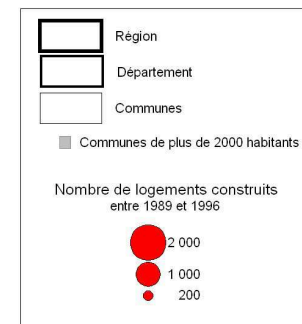 Région
Département
Communes
Communes de plus de 2000 habitants
Nombre de logements construits
entre 1989 et 1996
2 000
1 000
200